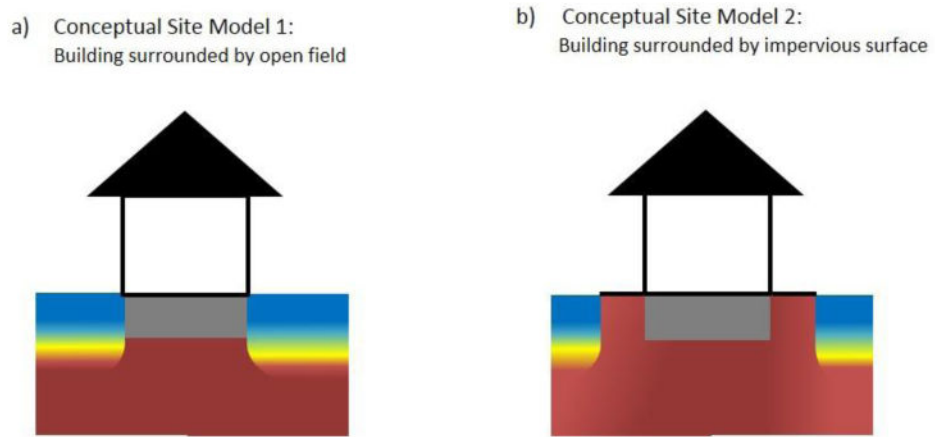 a) Conceptual Site Model 1:
Building surrounded by open field
b) Conceptual Site Model 2:
Building surrounded by impervious surface